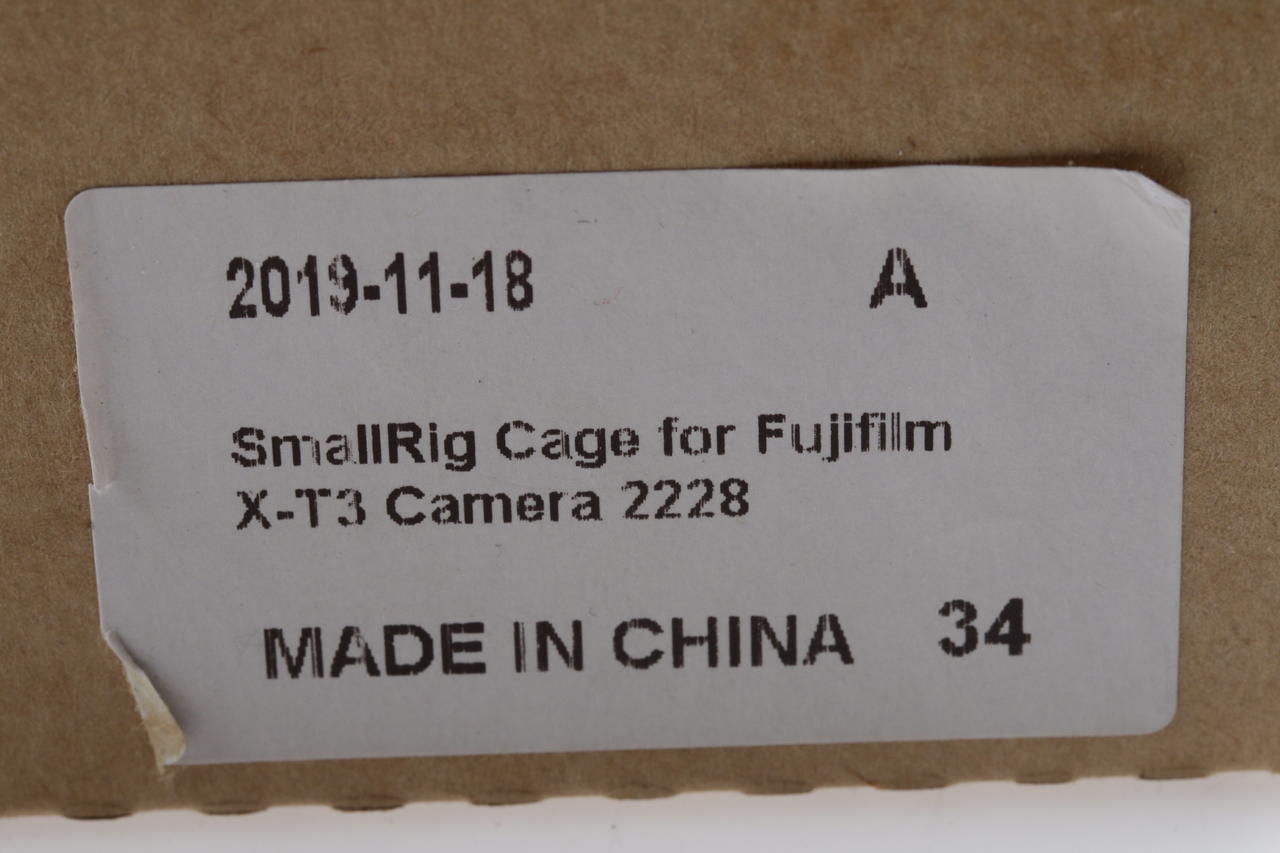 2019-11-18 A
SmallRig Cage for Fujifilm
X-T3 Camera 2228
MADE IN CHINA 34